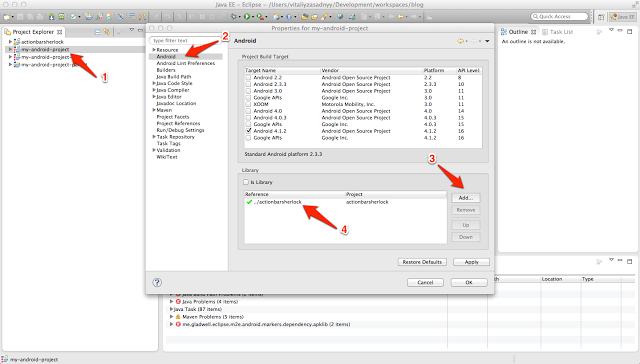 Java EE - Eclipse - /Users/vitaliyzasadnyy/Development/workspaces/blog
Quick Access
Java EE
Project Explorer
actionbarsherlock
my-android-project
my-android-project-
my-android-project-p
1
Properties for my-android-project
type filter text
Resource
Android
Android Lint Preferences
Builders
Java Build Path
Java Code Style
Java Compiler
Java Editor
Javadoc Location
Maven
Project Facets
Project References
Run/Debug Settings
Task Repository
Task Tags
Validation
WikiText
2
Android
Project Build Target
Target Name Vendor Platform API Level
Android 2.2 Android Open Source Project 2.2 8
Android 2.3.3 Android Open Source Project 2.3.3 10
Android 3.0 Android Open Source Project 3.0 11
Google APIs Google Inc. 3.0 11
XOOM Motorola Mobility, Inc. 3.0 11
Android 4.0 Android Open Source Project 4.0 14
Android 4.0.3 Android Open Source Project 4.0.3 15
Google APIs Google Inc. 4.0.3 15
Android 4.1.2 Android Open Source Project 4.1.2 16
Google APIs Google Inc. 4.1.2 16
Standard Android platform 2.3.3
3
Library
Is Library
Reference Project
../actionbarsherlock actionbarsherlock
4
Add...
Remove
Up
Down
Restore Defaults Apply
Cancel OK
Outline Task List
An outline is not available.
Location Type
Java Build Path Problems (2 items)
Java Problems (4 items)
Java Task (87 items)
Maven Problems (2 items)
me.gladwell.eclipse.m2e.android.markers.dependency.apklib (2 items)
my-android-project